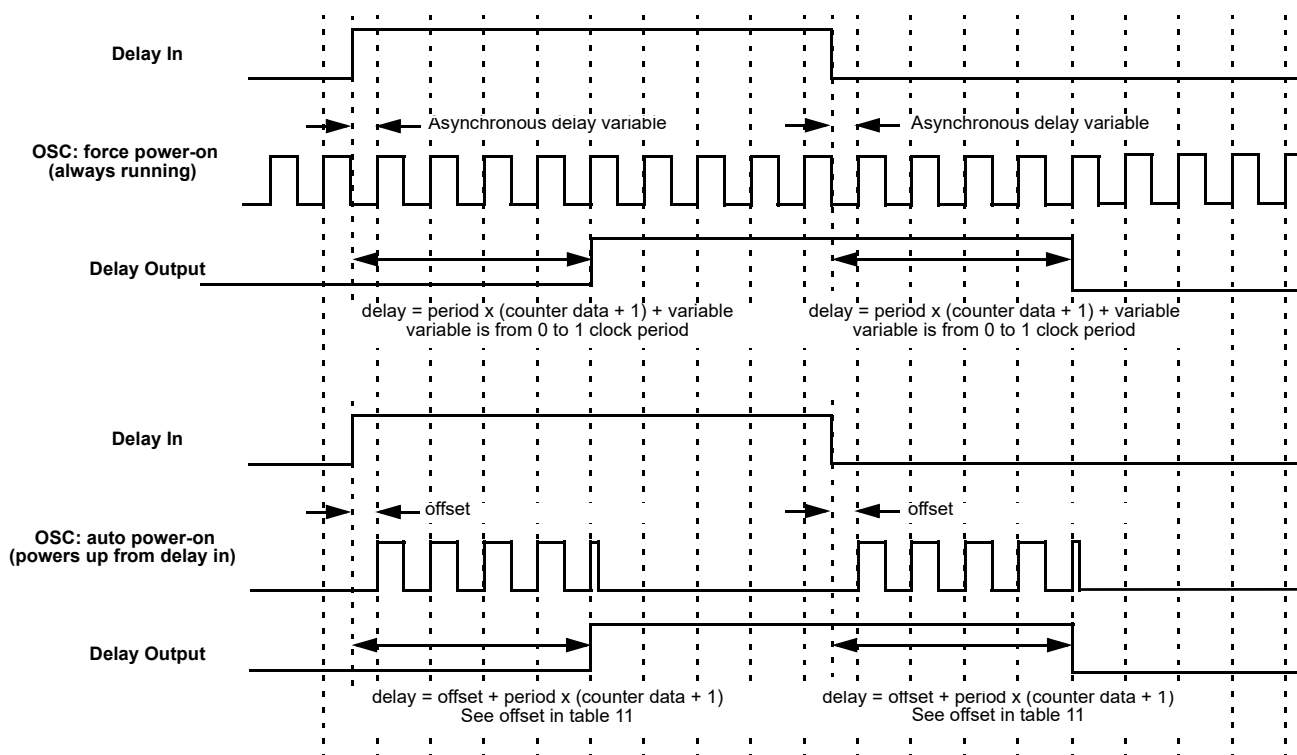 Delay In
Asynchronous delay variable
Asynchronous delay variable
OSC: force power-on
(always running)
Delay Output
delay = period x (counter data + 1) + variable
variable is from 0 to 1 clock period
delay = period x (counter data + 1) + variable
variable is from 0 to 1 clock period
Delay In
offset
offset
OSC: auto power-on
(powers up from delay in)
Delay Output
delay = offset + period x (counter data + 1)
See offset in table 11
delay = offset + period x (counter data + 1)
See offset in table 11